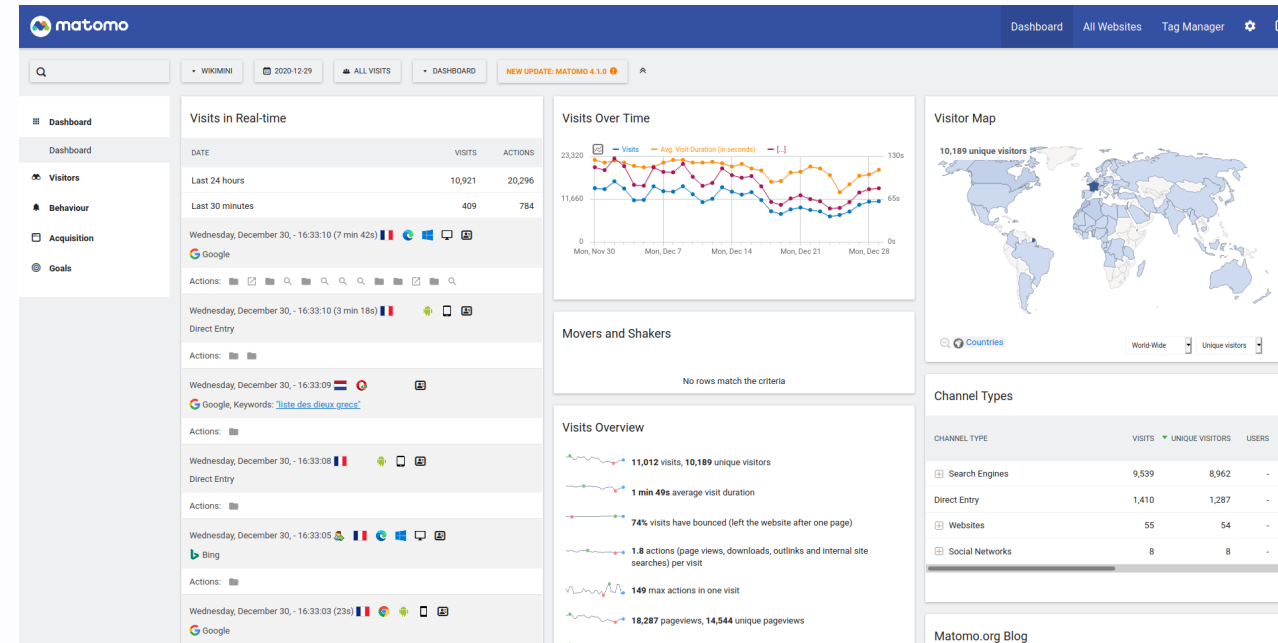 matomo
Dashboard All Websites Tag Manager
WIKIMINI 2020-12-29 ALL VISITS DASHBOARD NEW UPDATE: MATOMO 4.1.0
Dashboard
Dashboard
Visitors
Behaviour
Acquisition
Goals
Visits in Real-time
DATE VISITS ACTIONS
Last 24 hours 10,921 20,296
Last 30 minutes 409 784
Wednesday, December 30, - 16:33:10 (7 min 42s)
Google
Actions:
Wednesday, December 30, - 16:33:10 (3 min 18s)
Direct Entry
Actions:
Wednesday, December 30, - 16:33:09
Google, Keywords: "liste des dieux grecs"
Actions:
Wednesday, December 30, - 16:33:08
Direct Entry
Actions:
Wednesday, December 30, - 16:33:05
Bing
Actions:
Wednesday, December 30, - 16:33:03 (23s)
Google
Visits Over Time
Visits Avg. Visit Duration (in seconds) [...]
23,320 130s
11,660 65s
0 0s
Mon, Nov 30 Mon, Dec 7 Mon, Dec 14 Mon, Dec 21 Mon, Dec 28
Movers and Shakers
No rows match the criteria
Visits Overview
11,012 visits, 10,189 unique visitors
1 min 49s average visit duration
74% visits have bounced (left the website after one page)
1.8 actions (page views, downloads, outlinks and internal site
searches) per visit
149 max actions in one visit
18,287 pageviews, 14,544 unique pageviews
Visitor Map
10,189 unique visitors
Countries World-Wide Unique visitors
Channel Types
CHANNEL TYPE VISITS UNIQUE VISITORS USERS
Search Engines 9,539 8,962 -
Direct Entry 1,410 1,287 -
Websites 55 54 -
Social Networks 8 8 -
Matomo.org Blog